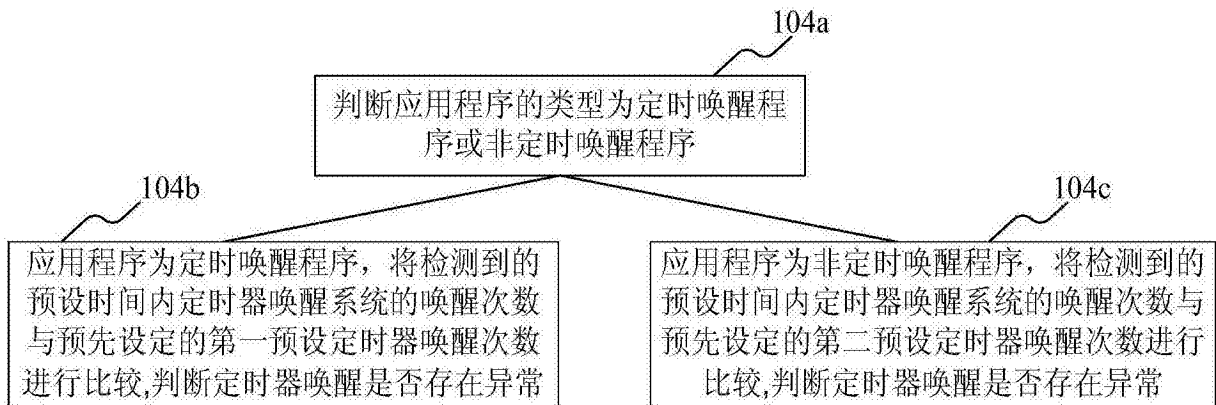 104a
判断应用程序的类型为定时唤醒程
序或非定时唤醒程序
104b
应用程序为定时唤醒程序，将检测到的
预设时间内定时器唤醒系统的唤醒次数
与预先设定的第一预设定时器唤醒次数
进行比较,判断定时器唤醒是否存在异常
104c
应用程序为非定时唤醒程序，将检测到的
预设时间内定时器唤醒系统的唤醒次数与
预先设定的第二预设定时器唤醒次数进行
比较,判断定时器唤醒是否存在异常